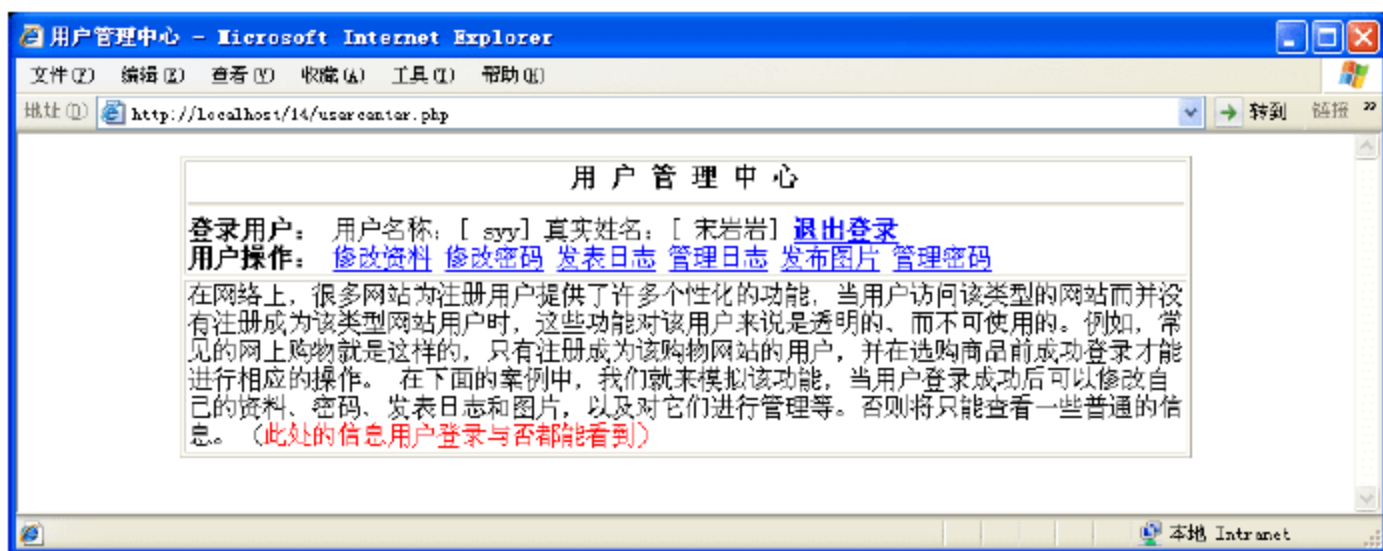 用户管理中心 - Microsoft Internet Explorer
文件(F) 编辑(E) 查看(V) 收藏(A) 工具(T) 帮助(H)
地址(D) http://localhost/14/usercenter.php 转到 链接 »
用 户 管 理 中 心
登录用户： 用户名称：[ syy] 真实姓名：[ 宋岩岩] 退出登录
用户操作： 修改资料 修改密码 发表日志 管理日志 发布图片 管理密码
在网络上，很多网站为注册用户提供了许多个性化的功能，当用户访问该类型的网站而并没
有注册成为该类型网站用户时，这些功能对该用户来说是透明的、而不可使用的。例如，常
见的网上购物就是这样的，只有注册成为该购物网站的用户，并在选购商品前成功登录才能
进行相应的操作。 在下面的案例中，我们就来模拟该功能，当用户登录成功后可以修改自
己的资料、密码、发表日志和图片，以及对它们进行管理等。否则将只能查看一些普通的信
息。（此处的信息用户登录与否都能看到）
本地 Intranet